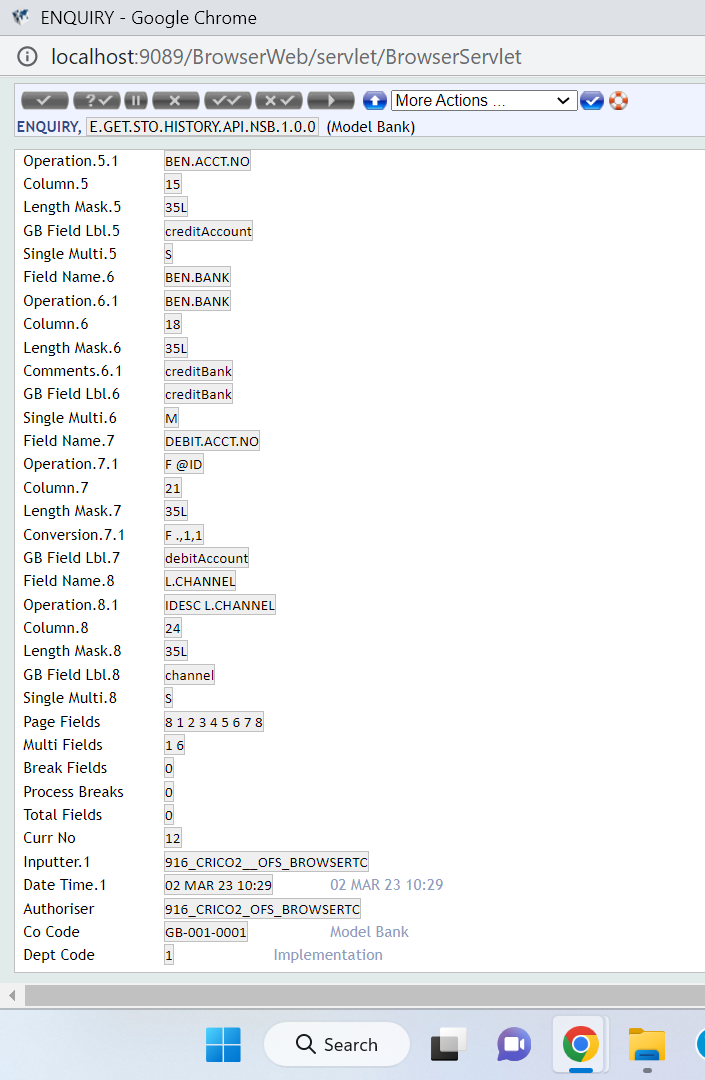 ENQUIRY - Google Chrome
localhost:9089/BrowserWeb/servlet/BrowserServlet
More Actions ...
ENQUIRY, E.GET.STO.HISTORY.API.NSB.1.0.0 (Model Bank)
Operation.5.1 BEN.ACCT.NO
Column.5 15
Length Mask.5 35L
GB Field Lbl.5 creditAccount
Single Multi.5 S
Field Name.6 BEN.BANK
Operation.6.1 BEN.BANK
Column.6 18
Length Mask.6 35L
Comments.6.1 creditBank
GB Field Lbl.6 creditBank
Single Multi.6 M
Field Name.7 DEBIT.ACCT.NO
Operation.7.1 F @ID
Column.7 21
Length Mask.7 35L
Conversion.7.1 F .,1,1
GB Field Lbl.7 debitAccount
Field Name.8 L.CHANNEL
Operation.8.1 IDESC L.CHANNEL
Column.8 24
Length Mask.8 35L
GB Field Lbl.8 channel
Single Multi.8 S
Page Fields 8 1 2 3 4 5 6 7 8
Multi Fields 1 6
Break Fields 0
Process Breaks 0
Total Fields 0
Curr No 12
Inputter.1 916_CRICO2__OFS_BROWSERTC
Date Time.1 02 MAR 23 10:29 02 MAR 23 10:29
Authoriser 916_CRICO2_OFS_BROWSERTC
Co Code GB-001-0001 Model Bank
Dept Code 1 Implementation
Search